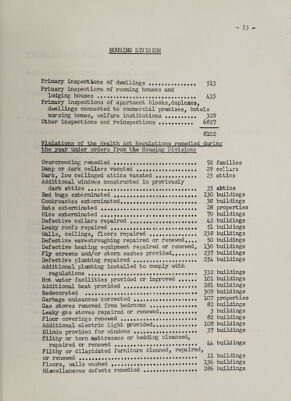 - 53 -
HOUSING DIVISION
Primary inspections of dwellings ............... 513
Primary inspections of rooming houses and
lodging houses ............... 433
Primary inspections of apartment blocks, duplexes,
dwellings connected to commercial premises, hotels
nursing homes, welfare institutions ........... 329
Other inspections and reinspections ............ 6827
8102
Violations of the Health Act Regulations remedied during
the year under orders from the Housing Division:
Overcrowding remedied ............... 92 families
Damp or dark cellars vacated ............... 29 cellars
Dark, low ceilinged attics vacated ............... 23 attics
Additional windows constructed in previously
dark attics ............... 35 attics
Bed bugs exterminated ............... 130 buildings
Cockroaches exterminated ............... 38 buildings
Rats exterminated ............... 28 properties
Mice exterminated ............... 70 buildings
Defective cellars repaired ............... 42 buildings
Leaky roofs repaired ............... 51 buildings
Walls, ceilings, floors repaired ............... 238 buildings
Defective eavestroughing repaired or renewed, 50 buildings
Defective heating equipment repaired or renewed, 130 buildings
Fly screens and/or storm sashes provided ...... 237 buildings
Defective plumbing repaired ............... 254 buildings
Additional plumbing installed to comply with
regulations ............... 332 buildings
Hot water facilities provided or improved ...... 101 buildings
Additional heat provided ............... 281 buildings
Redecorated ............... 309 buildings
Garbage nuisances corrected ............... 107 properties
Gas stoves removed from bedrooms ............... 82 buildings
Leaky gas stoves repaired or renewed ............ 3 buildings
Floor coverings renewed ............... 82 buildings
Additional electric light provided ............... 108 buildings
Blinds provided for windows ............... 37 buildings
Filthy or torn mattresses or bedding cleansed,
repaired or renewed ............... 44 buildings
Filthy or dilapidated furniture cleaned, repaired,
or renewed ............... 11 buildings
Floors, walls washed ............... 136 buildings
Miscellaneous defects remedied ............... 286 buildings